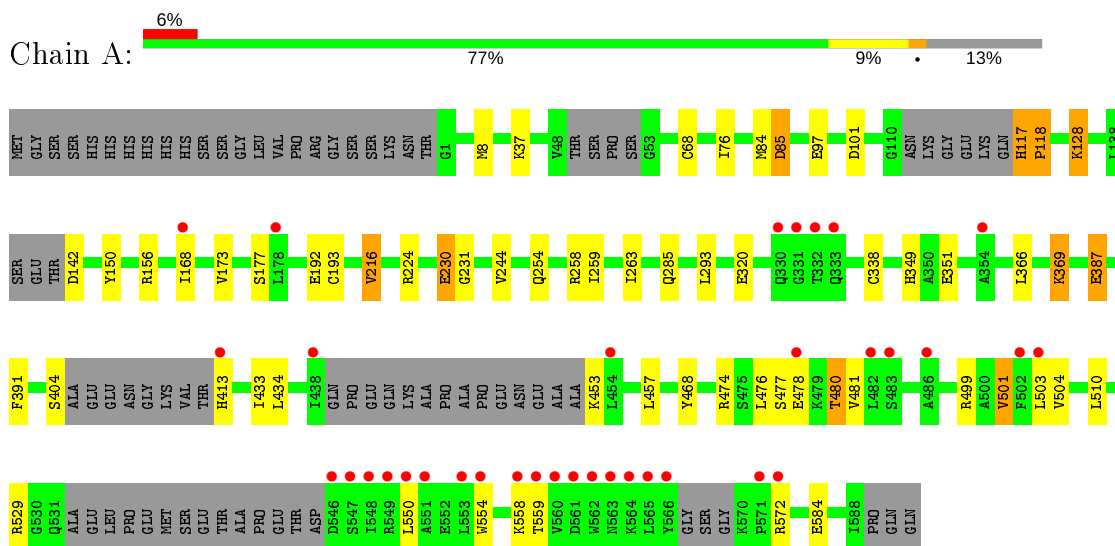 Chain A:
6%
77% 9% • 13%
MET GLY SER SER HIS HIS HIS HIS HIS HIS SER SER GLY LEU VAL PRO ARG GLY SER SER LYS ASN THR G1 M8 K37 V48 THR SER PRO SER G53 C68 I76 M84 D85 E97 D101 G110 ASN LYS GLY GLU LYS GLN H117 P118 K128 L138
SER GLU THR D142 Y150 R156 I168 V173 S177 L178 E192 C193 V216 R224 E230 G231 V244 Q254 R258 I259 I263 Q285 L293 E320 Q330 G331 T332 Q333 C338 H349 A350 E351 A354 L366 K369 E387
F391 S404 ALA GLU GLU ASN GLY LYS VAL THR H413 I433 L434 I438 GLN PRO GLU GLN LYS ALA PRO ALA PRO GLU ASN GLU ALA ALA K453 L454 L457 Y468 R474 S475 L476 S477 E478 K479 T480 V481 L482 S483 A486 R499 A500 V501 F502 L503 V504 L510
R529 G530 Q531 ALA GLU LEU PRO GLU MET SER GLU THR ALA PRO GLU THR ASP D546 S547 I548 R549 L550 A551 E552 L553 W554 K558 T559 V560 D561 W562 N563 K564 L565 Y566 GLY SER GLY K570 P571 R572 E584 I588 PRO GLN GLN